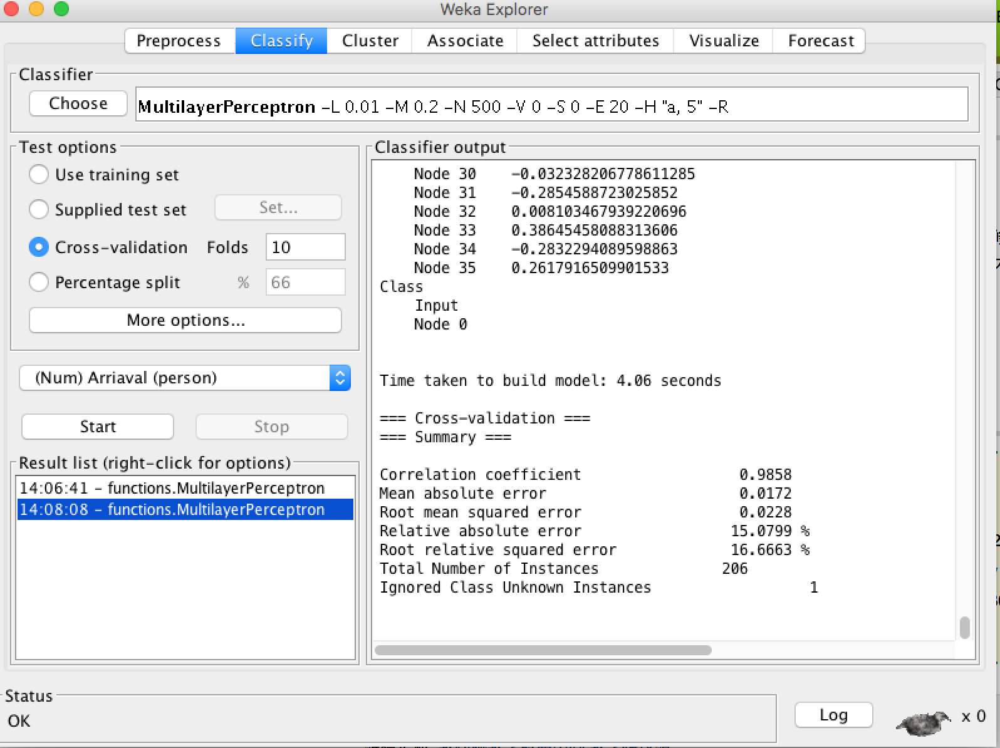 Weka Explorer
Preprocess Classify Cluster Associate Select attributes Visualize Forecast
Classifier
Choose MultilayerPerceptron -L 0.01 -M 0.2 -N 500 -V 0 -S 0 -E 20 -H "a, 5" -R
Test options
Use training set
Supplied test set Set...
Cross-validation Folds 10
Percentage split % 66
More options...
(Num) Arriaval (person)
Start Stop
Result list (right-click for options)
14:06:41 - functions.MultilayerPerceptron
14:08:08 - functions.MultilayerPerceptron
Classifier output
Node 30 -0.032328206778611285
Node 31 -0.2854588723025852
Node 32 0.008103467939220696
Node 33 0.38645458088313606
Node 34 -0.2832294089598863
Node 35 0.2617916509901533
Class
Input
Node 0
Time taken to build model: 4.06 seconds
=== Cross-validation ===
=== Summary ===
Correlation coefficient 0.9858
Mean absolute error 0.0172
Root mean squared error 0.0228
Relative absolute error 15.0799 %
Root relative squared error 16.6663 %
Total Number of Instances 206
Ignored Class Unknown Instances 1
Status
OK
Log x 0